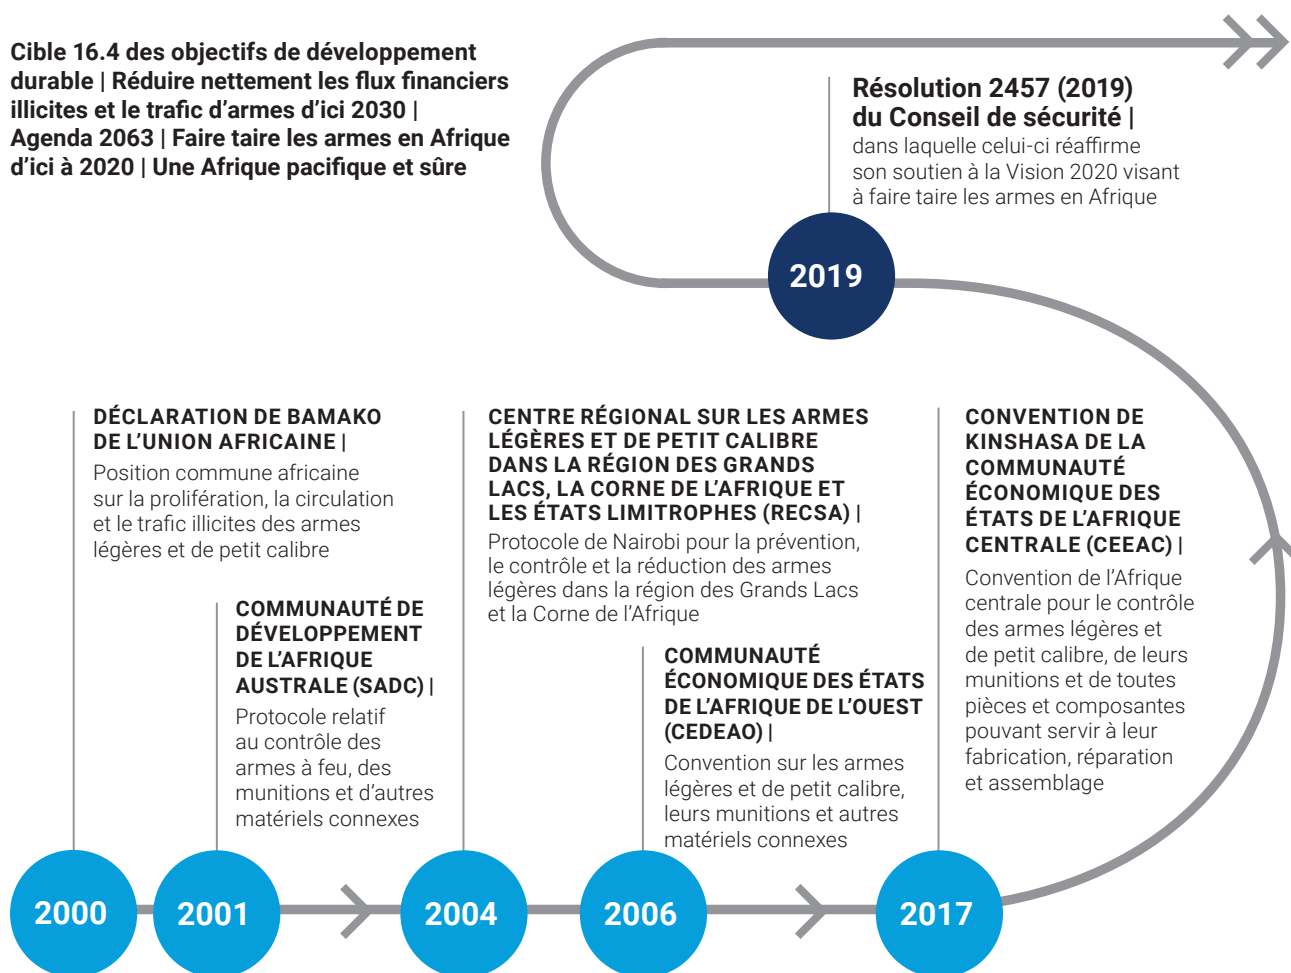 Cible 16.4 des objectifs de développement
durable | Réduire nettement les flux financiers
illicites et le trafic d’armes d’ici 2030 |
Agenda 2063 | Faire taire les armes en Afrique
d’ici à 2020 | Une Afrique pacifique et sûre
Résolution 2457 (2019)
du Conseil de sécurité |
dans laquelle celui-ci réaffirme
son soutien à la Vision 2020 visant
à faire taire les armes en Afrique
2019
DÉCLARATION DE BAMAKO
DE L’UNION AFRICAINE |
Position commune africaine
sur la prolifération, la circulation
et le trafic illicites des armes
légères et de petit calibre
COMMUNAUTÉ DE
DÉVELOPPEMENT
DE L’AFRIQUE
AUSTRALE (SADC) |
Protocole relatif
au contrôle des
armes à feu, des
munitions et d’autres
matériels connexes
CENTRE RÉGIONAL SUR LES ARMES
LÉGÈRES ET DE PETIT CALIBRE
DANS LA RÉGION DES GRANDS
LACS, LA CORNE DE L’AFRIQUE ET
LES ÉTATS LIMITROPHES (RECSA) |
Protocole de Nairobi pour la prévention,
le contrôle et la réduction des armes
légères dans la région des Grands Lacs
et la Corne de l’Afrique
COMMUNAUTÉ
ÉCONOMIQUE DES ÉTATS
DE L’AFRIQUE DE L’OUEST
(CEDEAO) |
Convention sur les armes
légères et de petit calibre,
leurs munitions et autres
matériels connexes
CONVENTION DE
KINSHASA DE LA
COMMUNAUTÉ
ÉCONOMIQUE DES
ÉTATS DE L’AFRIQUE
CENTRALE (CEEAC) |
Convention de l’Afrique
centrale pour le contrôle
des armes légères et
de petit calibre, de leurs
munitions et de toutes
pièces et composantes
pouvant servir à leur
fabrication, réparation
et assemblage
2000
2001
2004
2006
2017